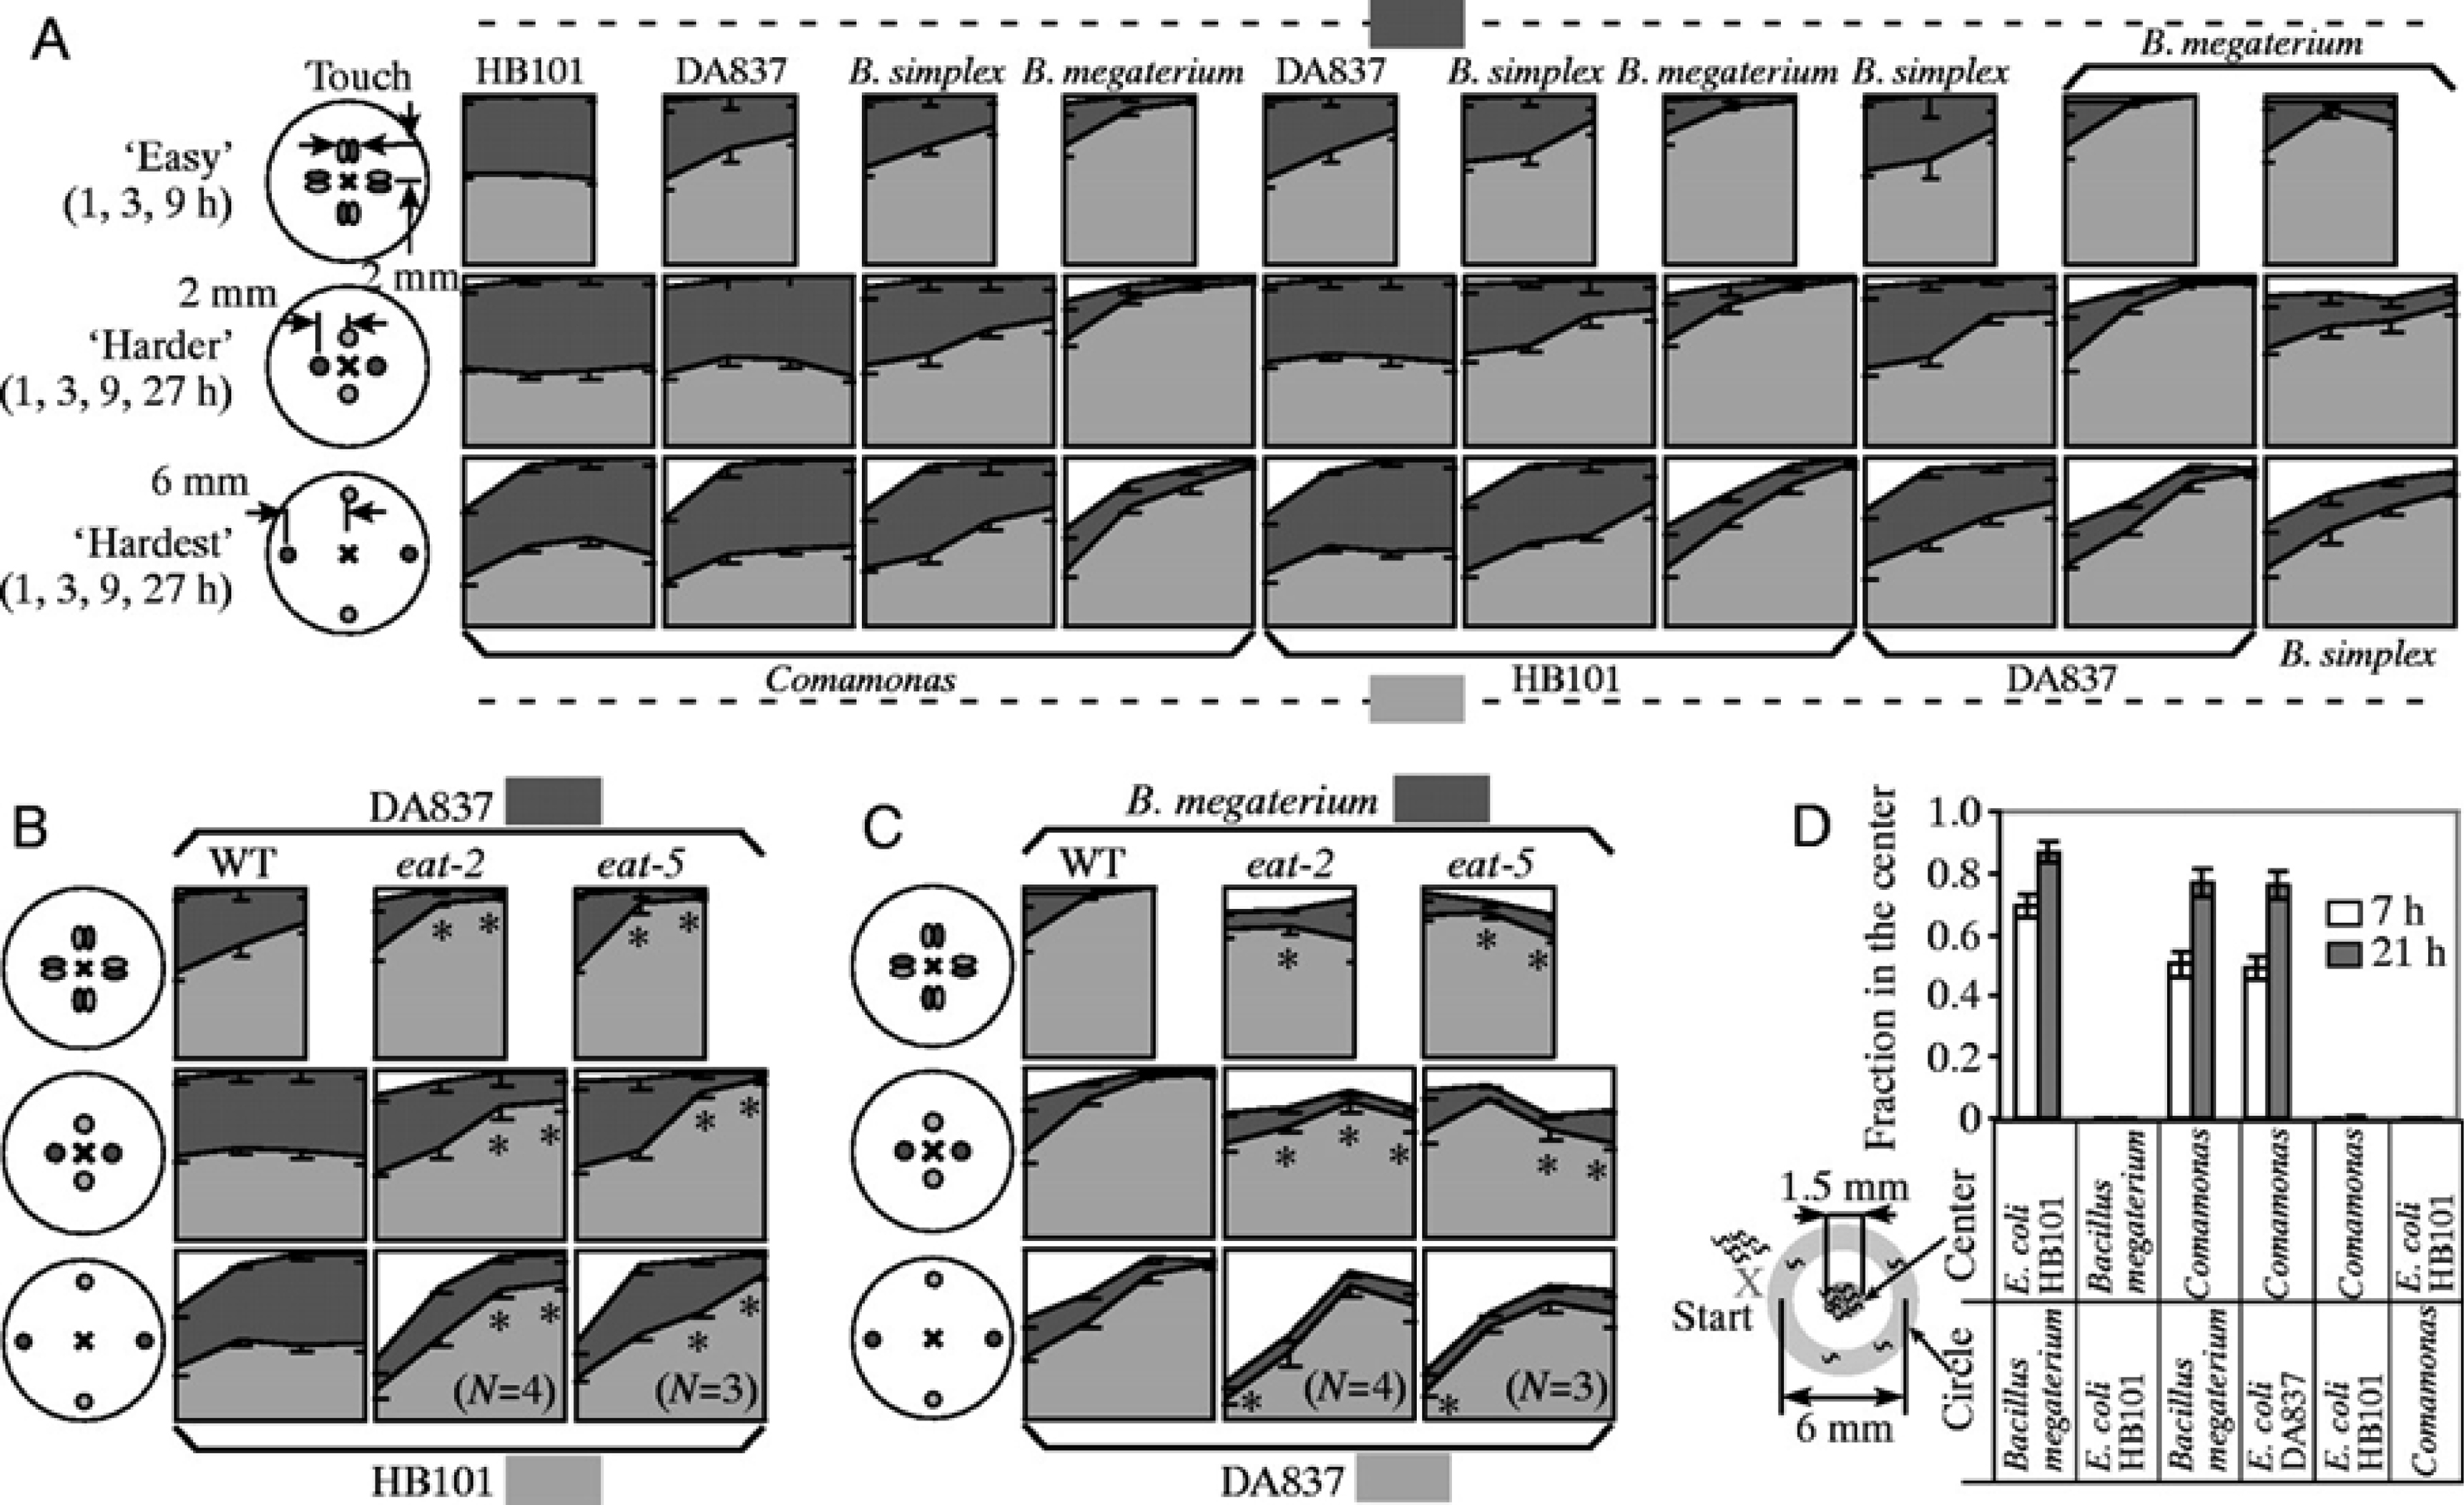 A
Touch
HB101
DA837
B. simplex
B. megaterium
DA837
B. simplex
B. megaterium
B. simplex
B. megaterium
‘Easy’
(1, 3, 9 h)
2 mm
2 mm
‘Harder’
(1, 3, 9, 27 h)
6 mm
‘Hardest’
(1, 3, 9, 27 h)
Comamonas
HB101
DA837
B. simplex
B
DA837
WT
eat-2
eat-5
*
*
*
*
*
*
*
*
*
*
*
*
(N=4)
(N=3)
HB101
C
B. megaterium
WT
eat-2
eat-5
*
*
*
*
*
*
*
*
*
*
(N=4)
(N=3)
DA837
D
Fraction in the center
1.0
0.8
0.6
0.4
0.2
0
7 h
21 h
1.5 mm
X
Start
6 mm
Center
E. coli
HB101
Bacillus
megaterium
Comamonas
Comamonas
Comamonas
E. coli
HB101
Circle
Bacillus
megaterium
E. coli
HB101
Bacillus
megaterium
E. coli
DA837
E. coli
HB101
Comamonas